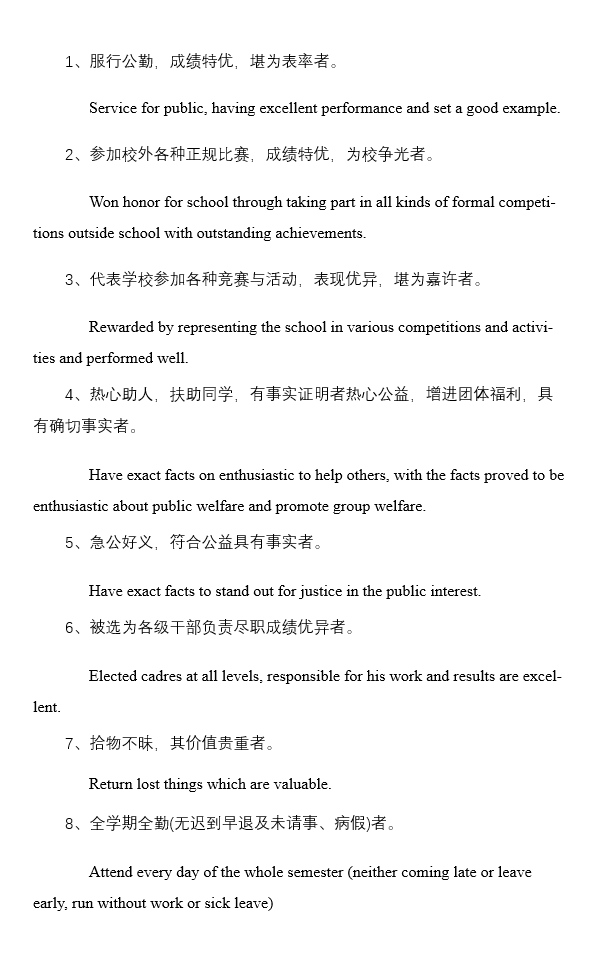 1、服行公勤，成绩特优，堪为表率者。
Service for public, having excellent performance and set a good example.
2、参加校外各种正规比赛，成绩特优，为校争光者。
Won honor for school through taking part in all kinds of formal competi-
tions outside school with outstanding achievements.
3、代表学校参加各种竞赛与活动，表现优异，堪为嘉许者。
Rewarded by representing the school in various competitions and activi-
ties and performed well.
4、热心助人，扶助同学，有事实证明者热心公益，增进团体福利，具
有确切事实者。
Have exact facts on enthusiastic to help others, with the facts proved to be
enthusiastic about public welfare and promote group welfare.
5、急公好义，符合公益具有事实者。
Have exact facts to stand out for justice in the public interest.
6、被选为各级干部负责尽职成绩优异者。
Elected cadres at all levels, responsible for his work and results are excel-
lent.
7、拾物不昧，其价值贵重者。
Return lost things which are valuable.
8、全学期全勤(无迟到早退及未请事、病假)者。
Attend every day of the whole semester (neither coming late or leave
early, run without work or sick leave)